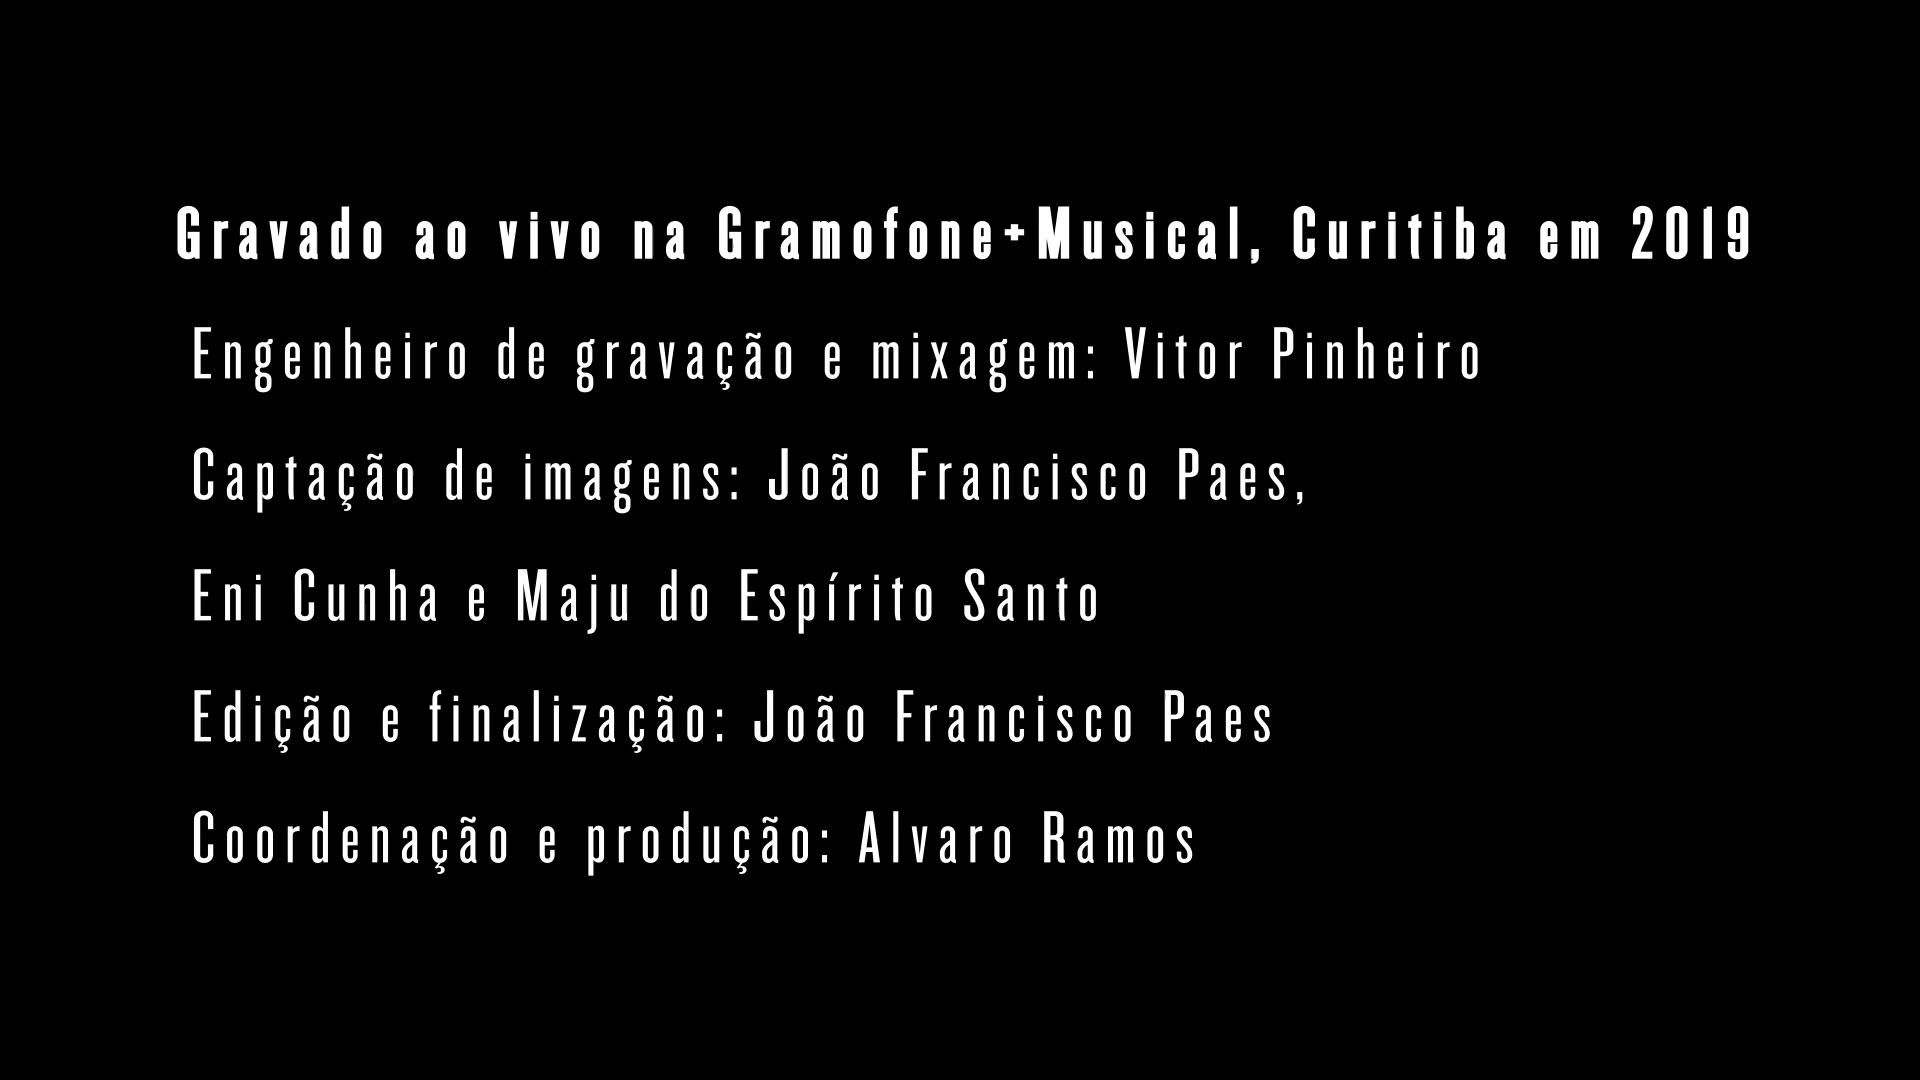 Gravado ao vivo na Gramofone+Musical, Curitiba em 2019
Engenheiro de gravação e mixagem: Vitor Pinheiro
Captação de imagens: João Francisco Paes,
Eni Cunha e Maju do Espírito Santo
Edição e finalização: João Francisco Paes
Coordenação e produção: Alvaro Ramos